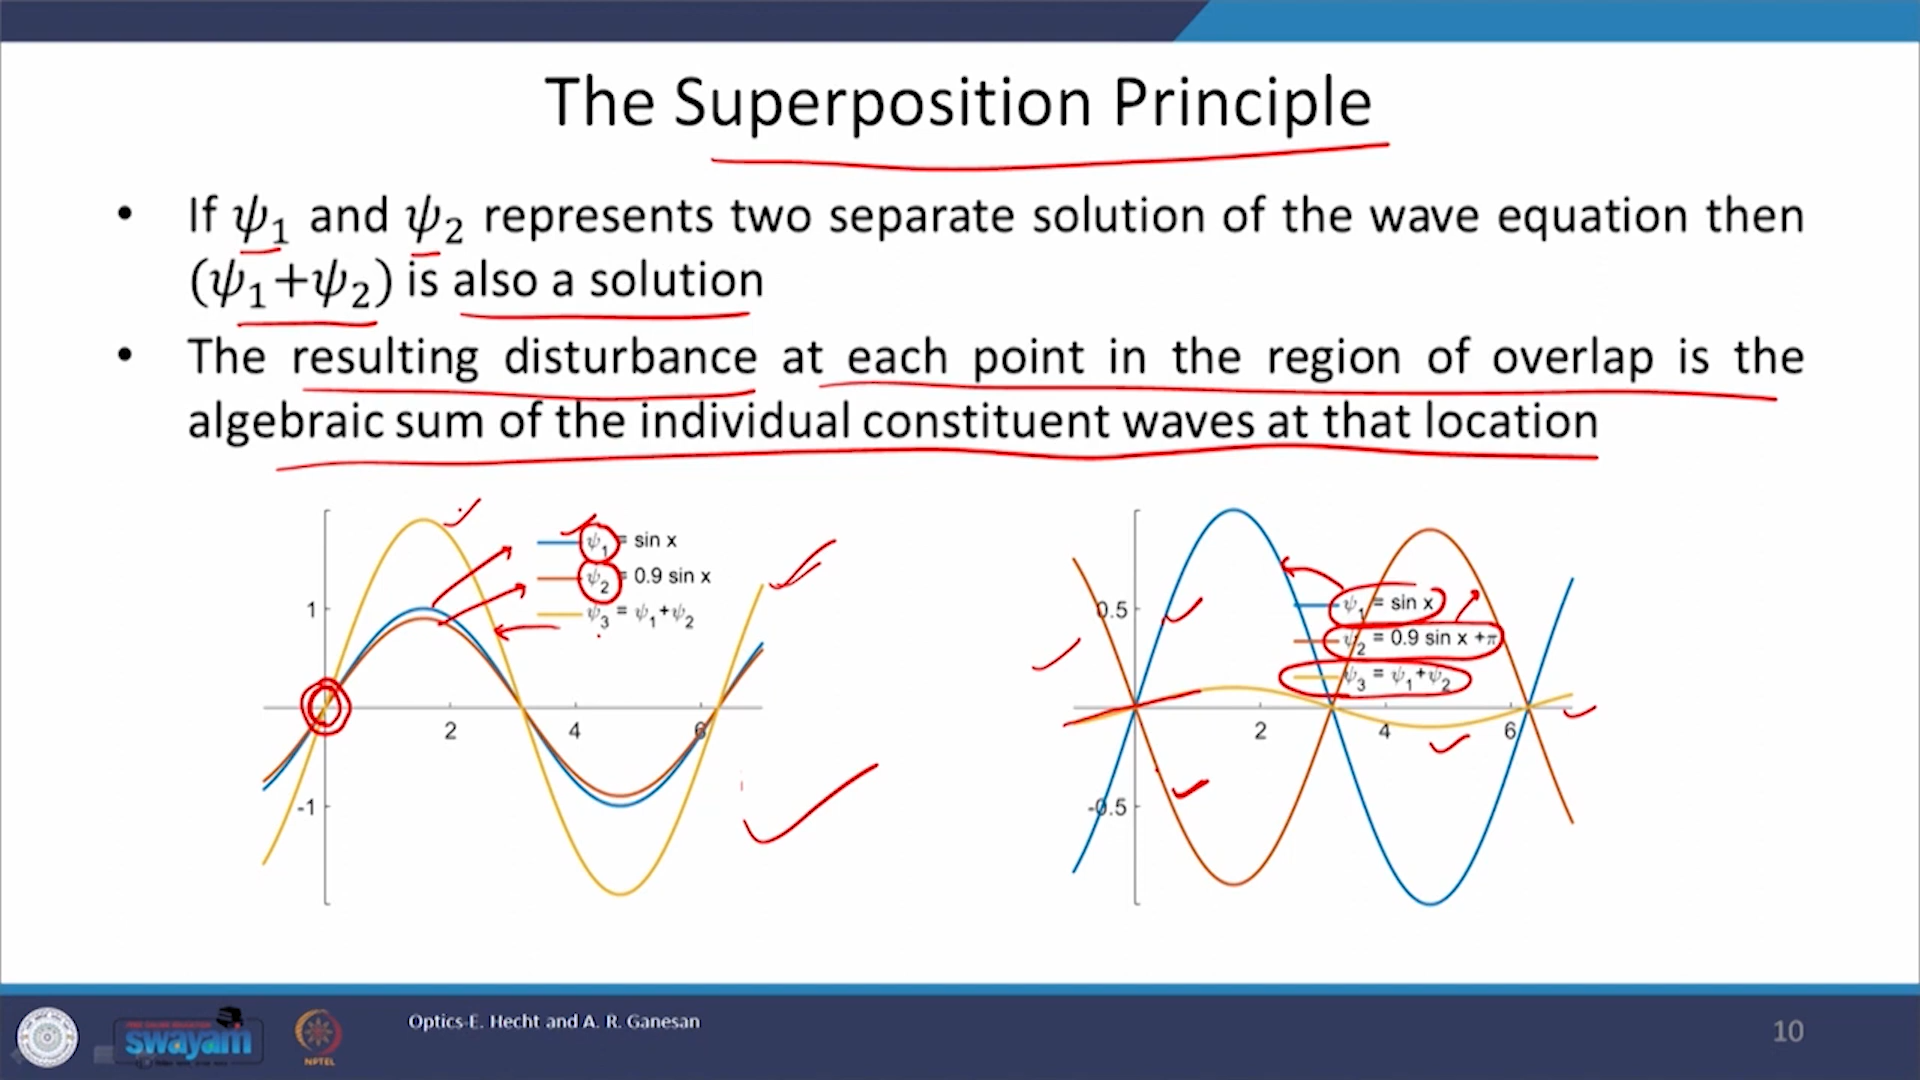 The Superposition Principle
• If ψ₁ and ψ₂ represents two separate solution of the wave equation then
(ψ₁+ψ₂) is also a solution
• The resulting disturbance at each point in the region of overlap is the
algebraic sum of the individual constituent waves at that location
ψ₁ = sin x
ψ₂ = 0.9 sin x
ψ₃ = ψ₁+ψ₂
1
2 4 6
-1
ψ₁ = sin x
ψ₂ = 0.9 sin x +π
ψ₃ = ψ₁+ψ₂
0.5
2 4 6
-0.5
Optics-E. Hecht and A. R. Ganesan
swayam
NPTEL
10